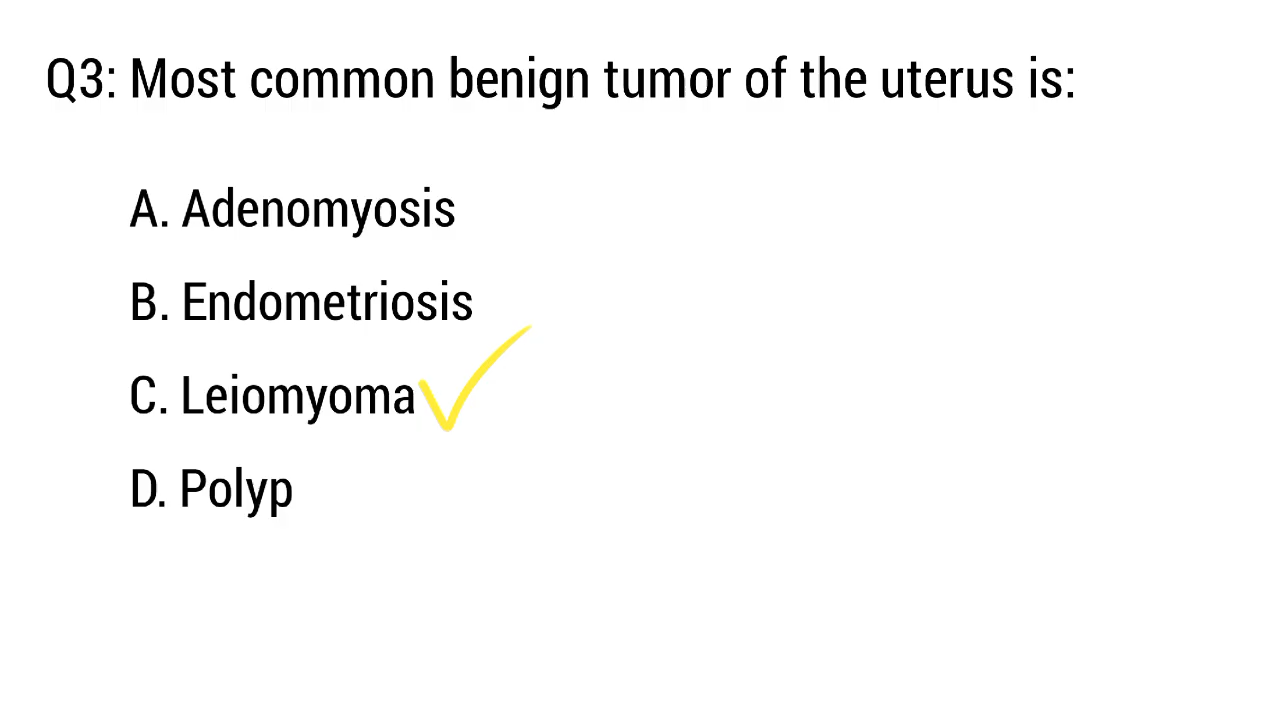 Q3: Most common benign tumor of the uterus is:
A. Adenomyosis
B. Endometriosis
C. Leiomyoma
D. Polyp